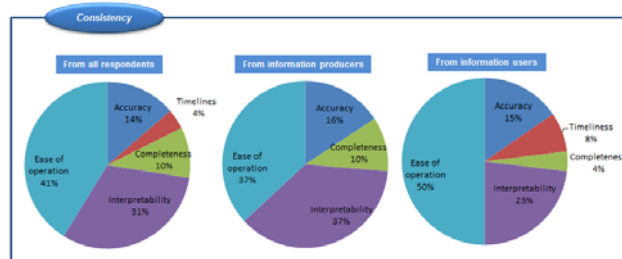 Consistency
From all respondents
From information producers
From information users
Accuracy
14%
Timelines
4%
Completeness
10%
Interpretability
31%
Ease of
operation
41%
Accuracy
16%
Completeness
10%
Interpretability
37%
Ease of
operation
37%
Accuracy
15%
Timeliness
8%
Completenes
4%
Interpretability
23%
Ease of
operation
50%